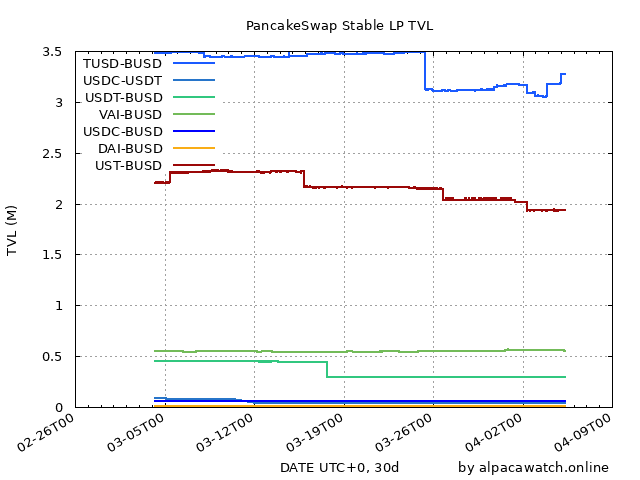 PancakeSwap Stable LP TVL
3.5
3
2.5
2
1.5
1
0.5
0
TVL (M)
TUSD-BUSD
USDC-USDT
USDT-BUSD
VAI-BUSD
USDC-BUSD
DAI-BUSD
UST-BUSD
02-26T00
03-05T00
03-12T00
03-19T00
03-26T00
04-02T00
04-09T00
DATE UTC+0, 30d
by alpacawatch.online